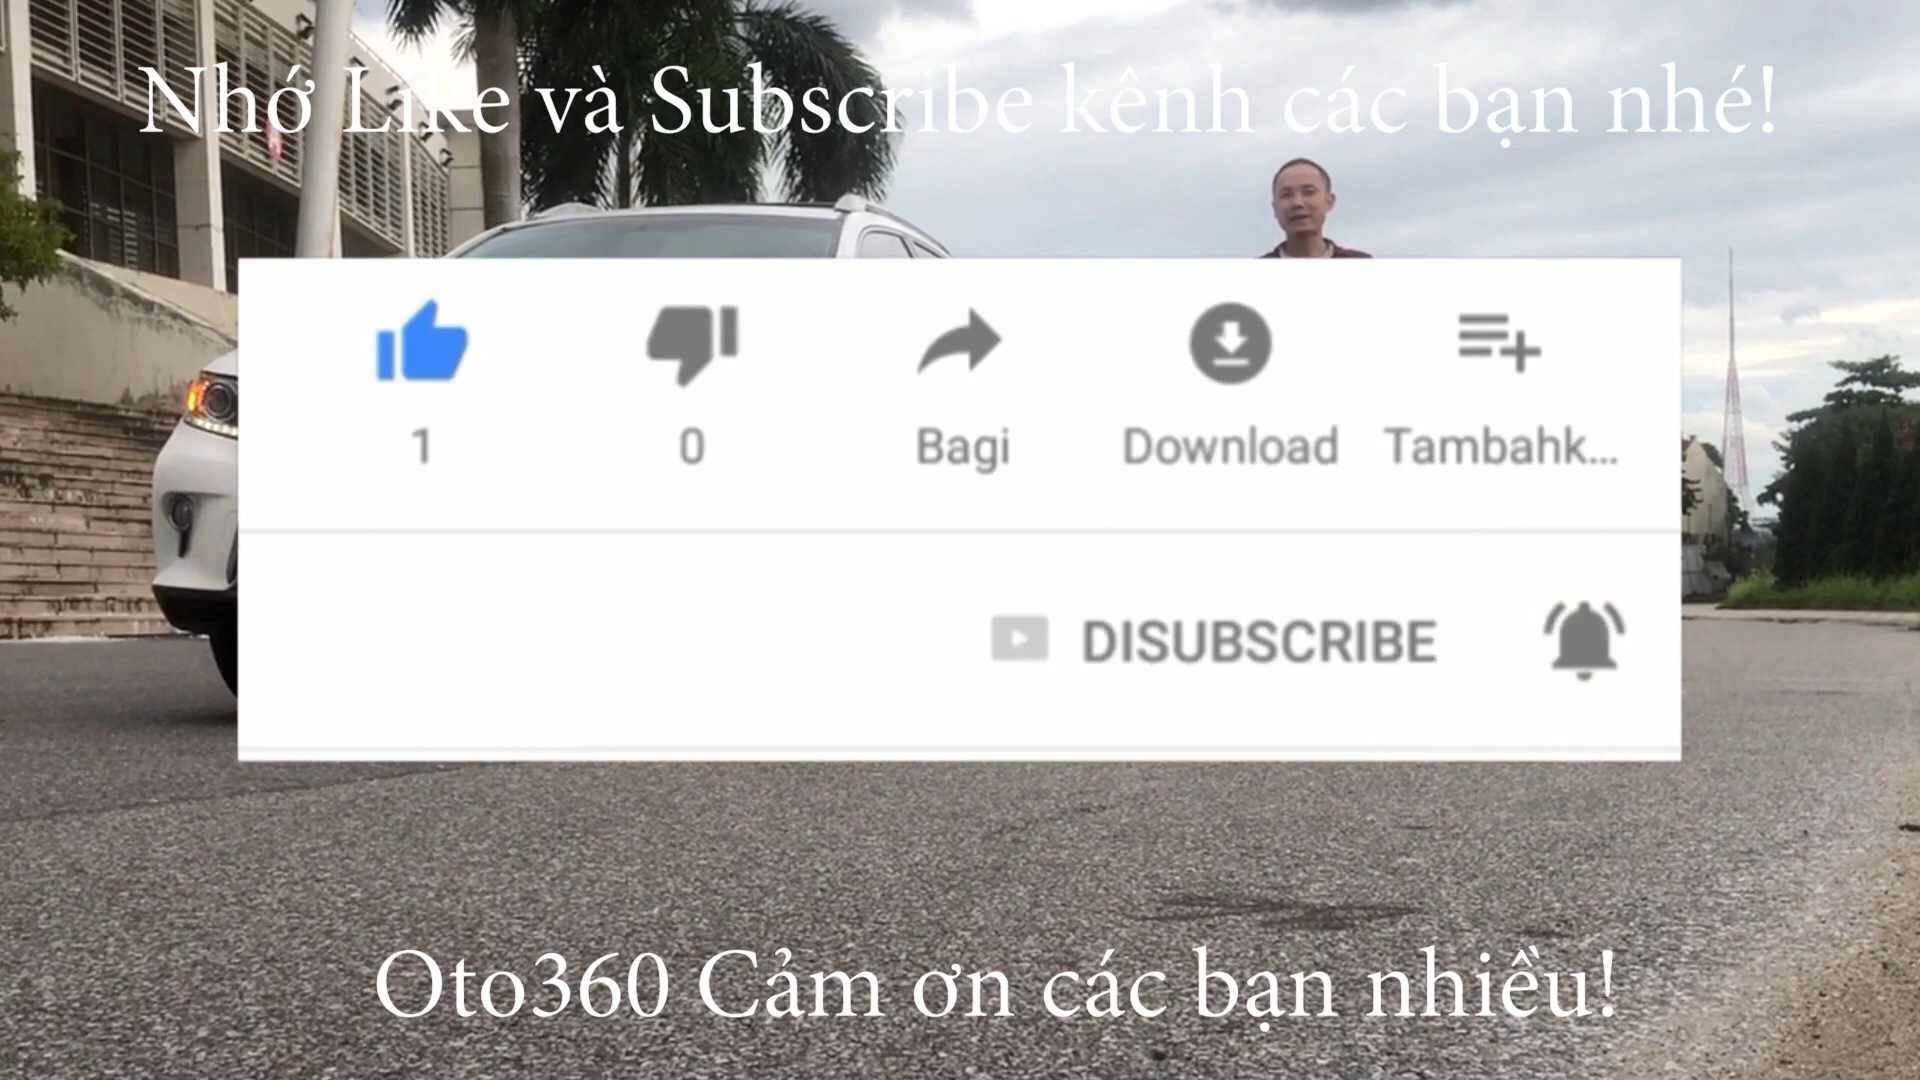 Nhớ Like và Subscribe kênh các bạn nhé!
1 0 Bagi Download Tambahk...
DISUBSCRIBE
Oto360 Cảm ơn các bạn nhiều!